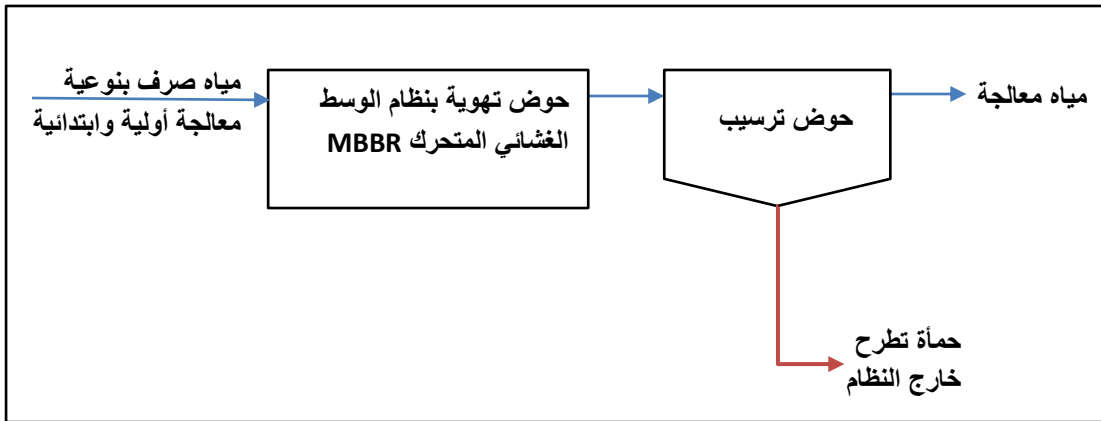 مياه صرف بنوعية
معالجة أولية وابتدائية
حوض تهوية بنظام الوسط
الغشائي المتحرك MBBR
حوض ترسيب
مياه معالجة
حمأة تطرح
خارج النظام